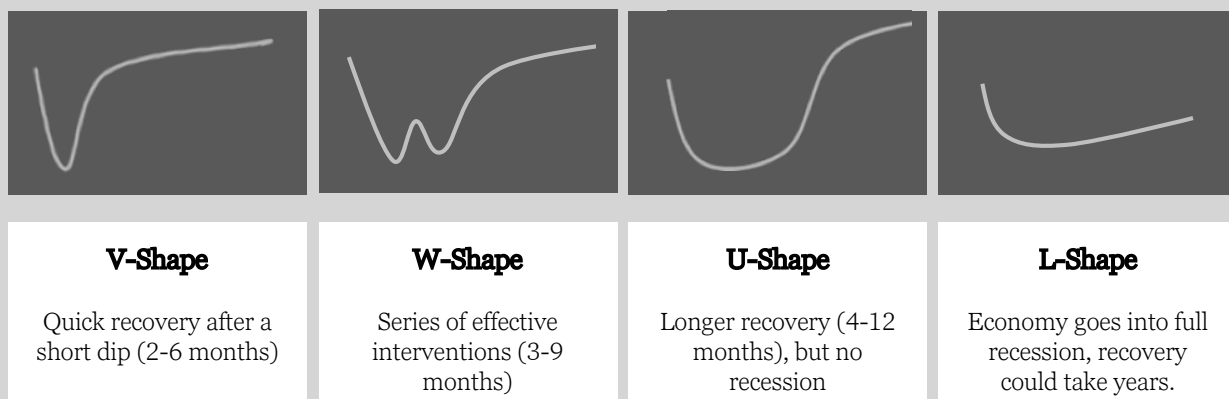 V-Shape
Quick recovery after a
short dip (2-6 months)
W-Shape
Series of effective
interventions (3-9
months)
U-Shape
Longer recovery (4-12
months), but no
recession
L-Shape
Economy goes into full
recession, recovery
could take years.